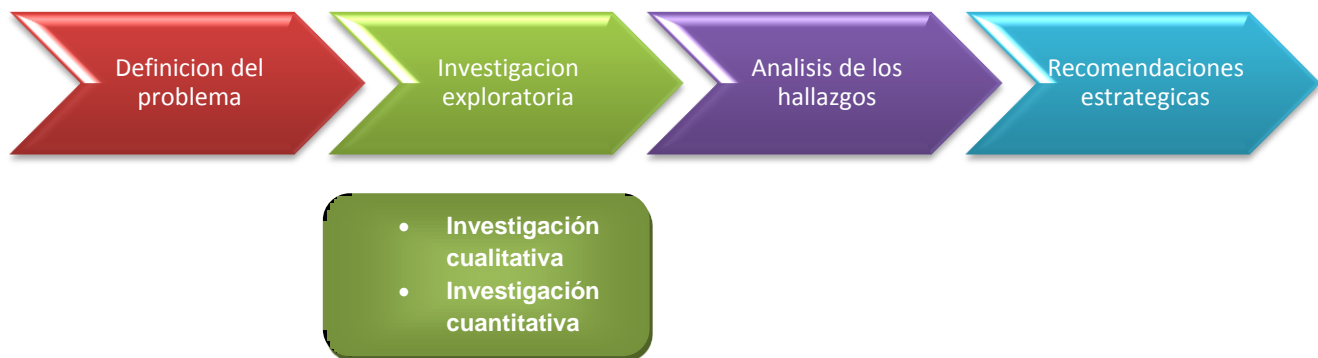 Definicion del
problema
Investigacion
exploratoria
Analisis de los
hallazgos
Recomendaciones
estrategicas
• Investigación
cualitativa
• Investigación
cuantitativa